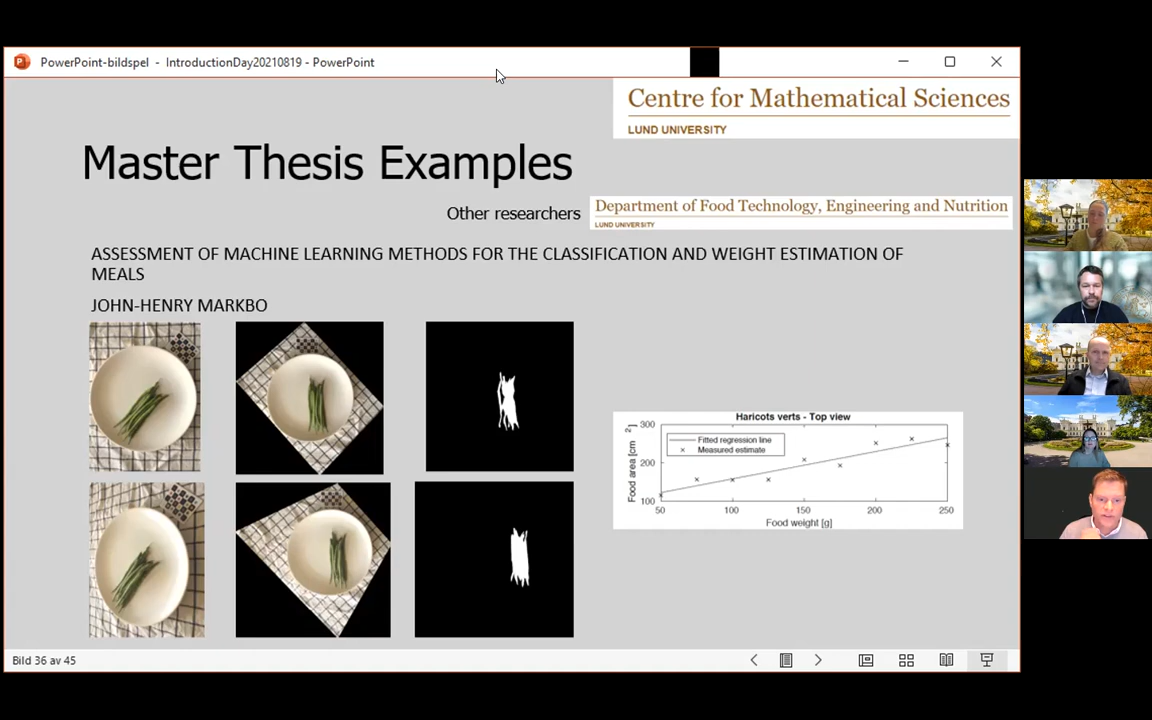 PowerPoint-bildspel - IntroductionDay20210819 - PowerPoint
Centre for Mathematical Sciences
LUND UNIVERSITY
Master Thesis Examples
Other researchers
Department of Food Technology, Engineering and Nutrition
LUND UNIVERSITY
ASSESSMENT OF MACHINE LEARNING METHODS FOR THE CLASSIFICATION AND WEIGHT ESTIMATION OF
MEALS
JOHN-HENRY MARKBO
Haricots verts - Top view
Food area [cm²]
300
200
100
Fitted regression line
Measured estimate
50 100 150 200 250
Food weight [g]
Bild 36 av 45